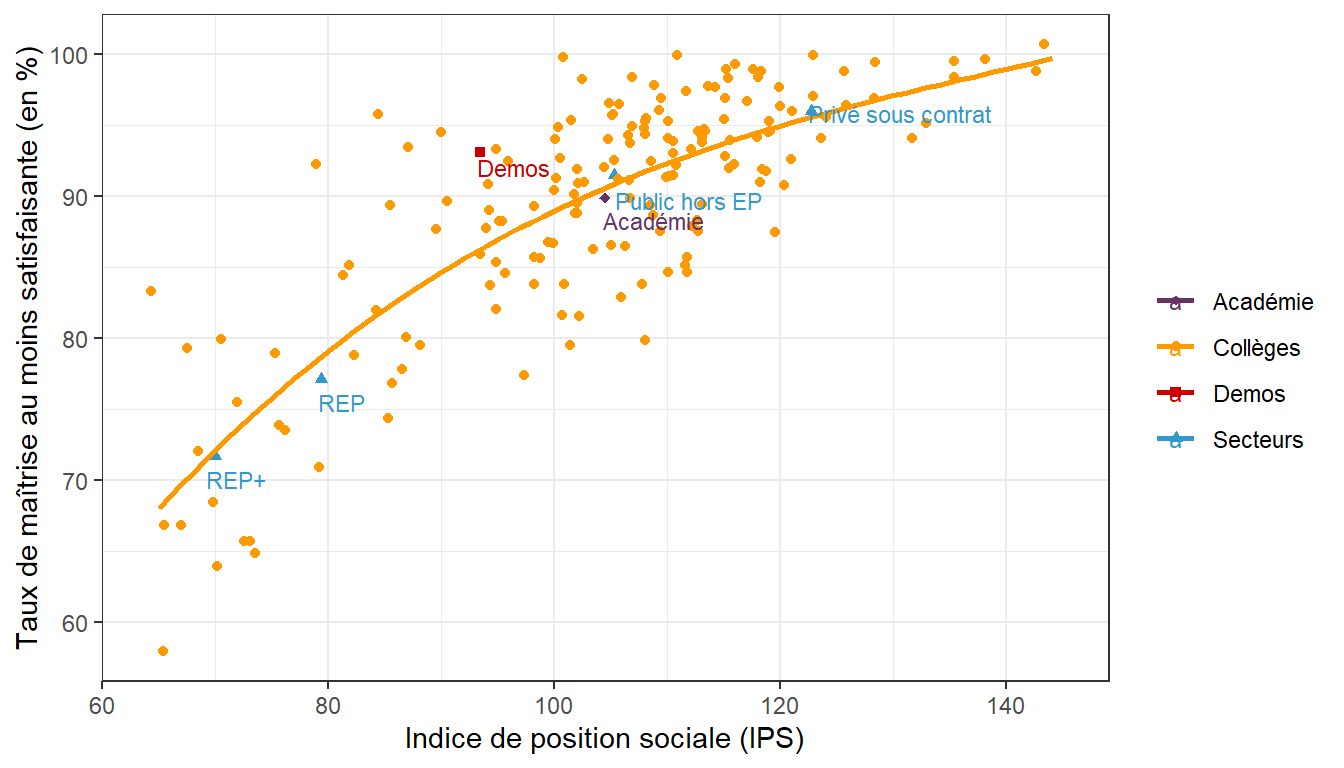 Taux de maîtrise au moins satisfaisante (en %)
100
90
80
70
60
Privé sous contrat
Demos
Public hors EP
Académie
REP
REP+
60
80
100
120
140
Indice de position sociale (IPS)
a Académie
a Collèges
a Demos
a Secteurs